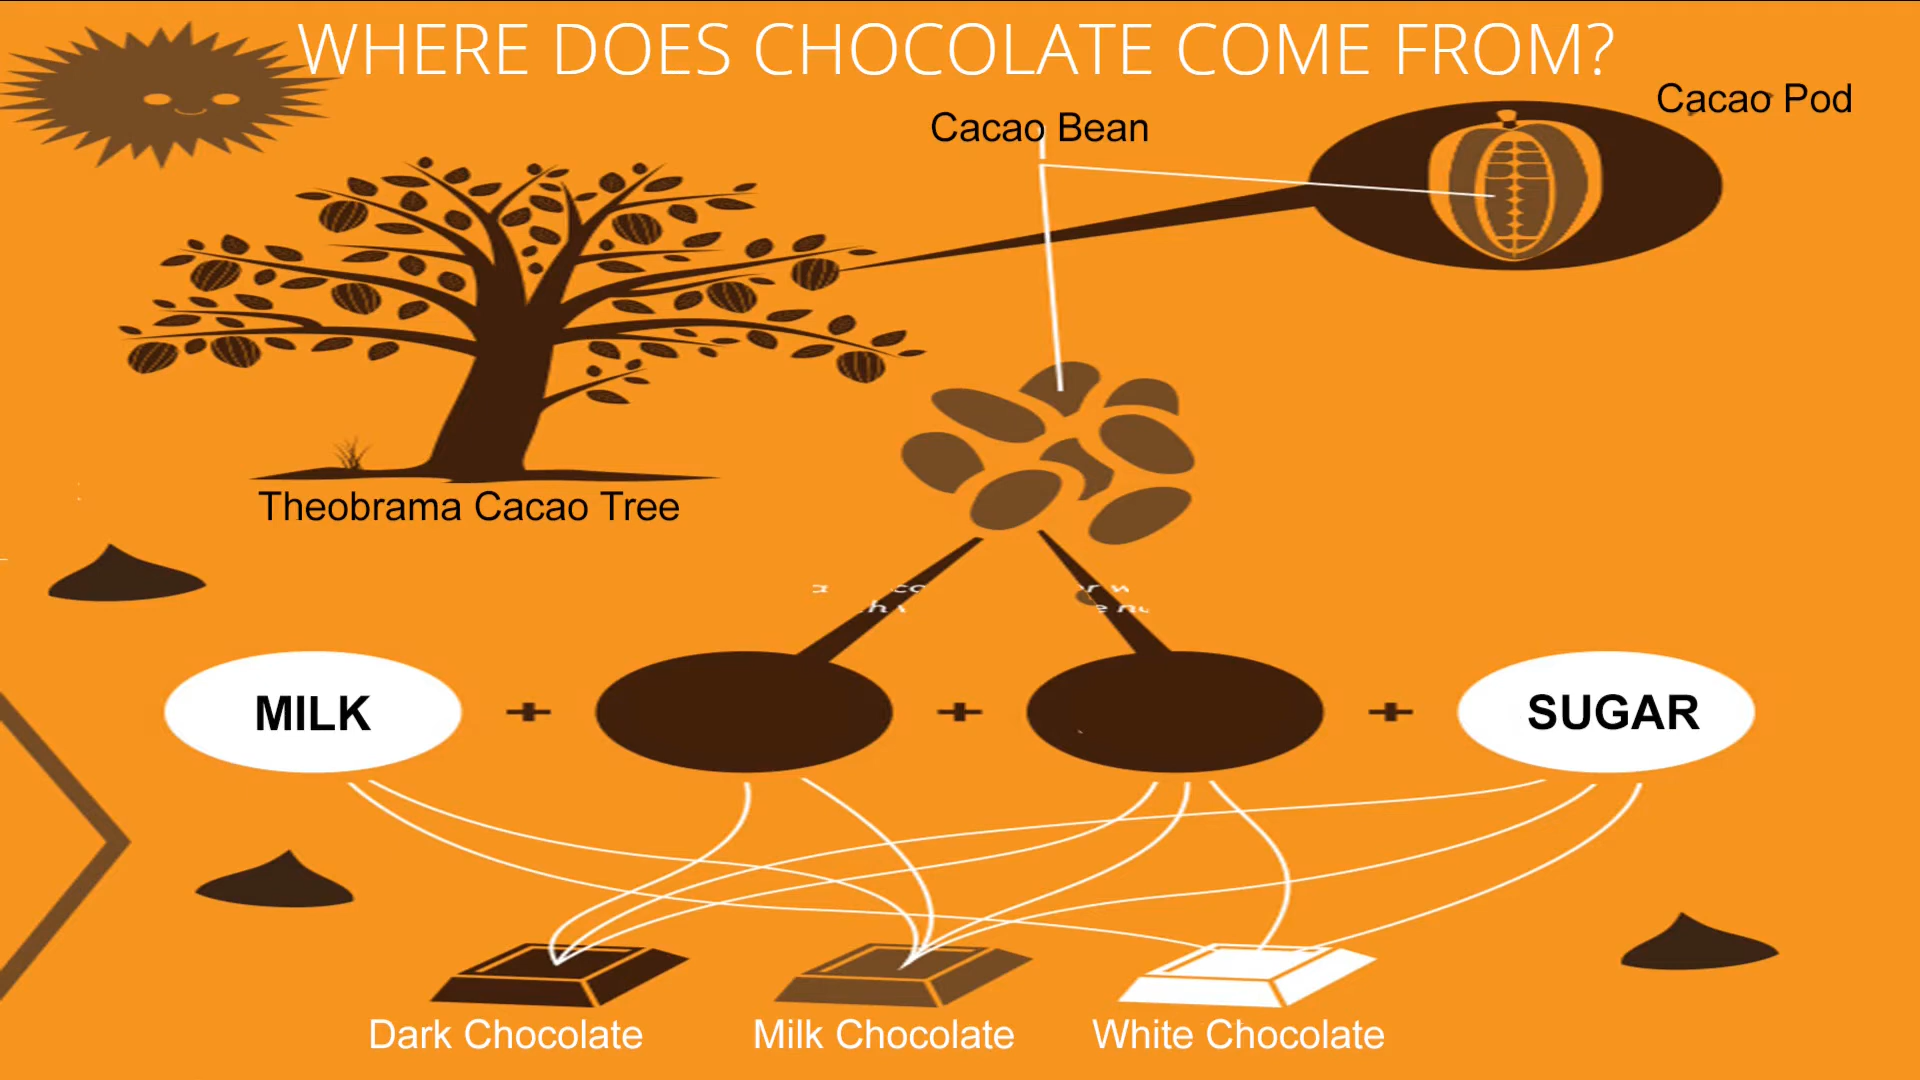 WHERE DOES CHOCOLATE COME FROM?
Cacao Pod
Cacao Bean
Theobrama Cacao Tree
MILK
+
+
+
SUGAR
Dark Chocolate
Milk Chocolate
White Chocolate